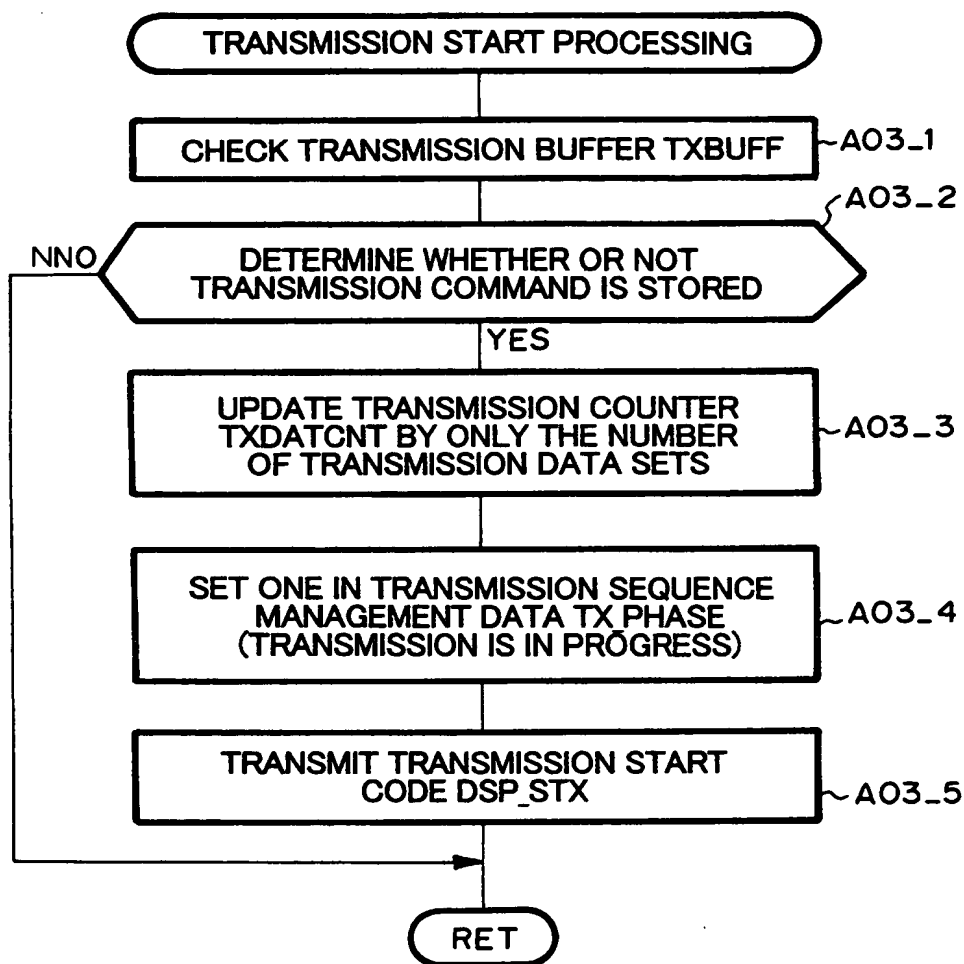 TRANSMISSION START PROCESSING
CHECK TRANSMISSION BUFFER TXBUFF
A03_1
A03_2
NNO
DETERMINE WHETHER OR NOT
TRANSMISSION COMMAND IS STORED
YES
UPDATE TRANSMISSION COUNTER
TXDATCNT BY ONLY THE NUMBER
OF TRANSMISSION DATA SETS
A03_3
SET ONE IN TRANSMISSION SEQUENCE
MANAGEMENT DATA TX_PHASE
(TRANSMISSION IS IN PROGRESS)
A03_4
TRANSMIT TRANSMISSION START
CODE DSP_STX
A03_5
RET